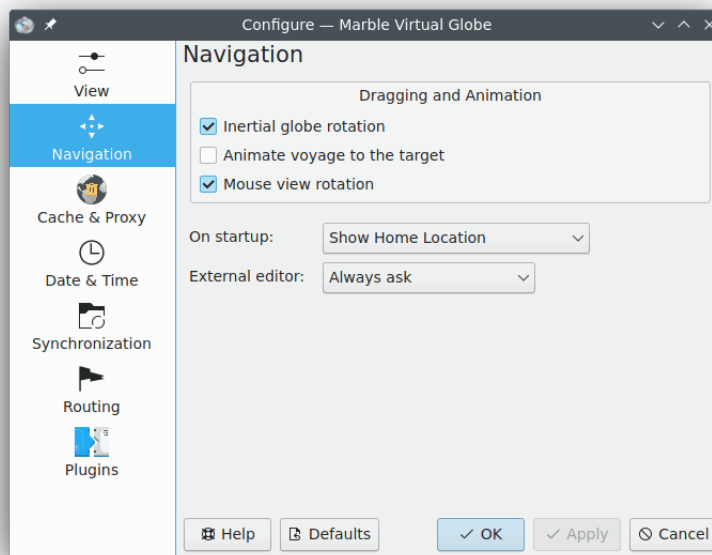 Configure — Marble Virtual Globe
View
Navigation
Cache & Proxy
Date & Time
Synchronization
Routing
Plugins
Navigation
Dragging and Animation
Inertial globe rotation
Animate voyage to the target
Mouse view rotation
On startup: Show Home Location
External editor: Always ask
Help Defaults OK Apply Cancel